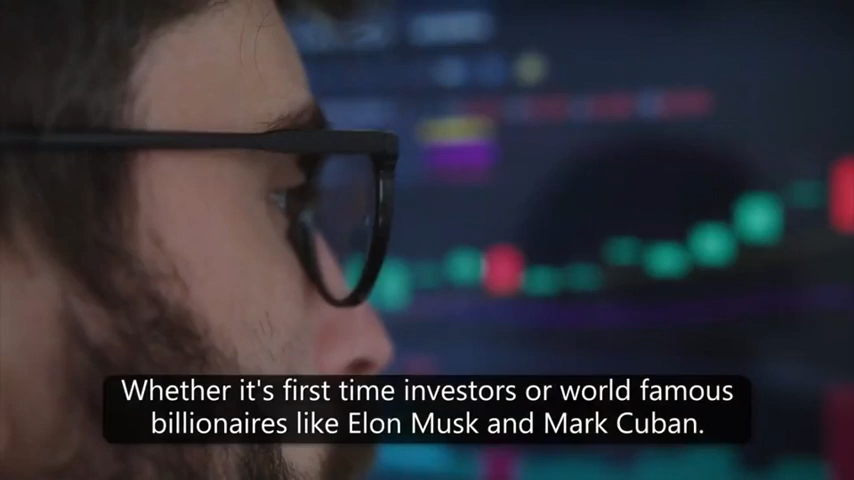 Whether it's first time investors or world famous
billionaires like Elon Musk and Mark Cuban.